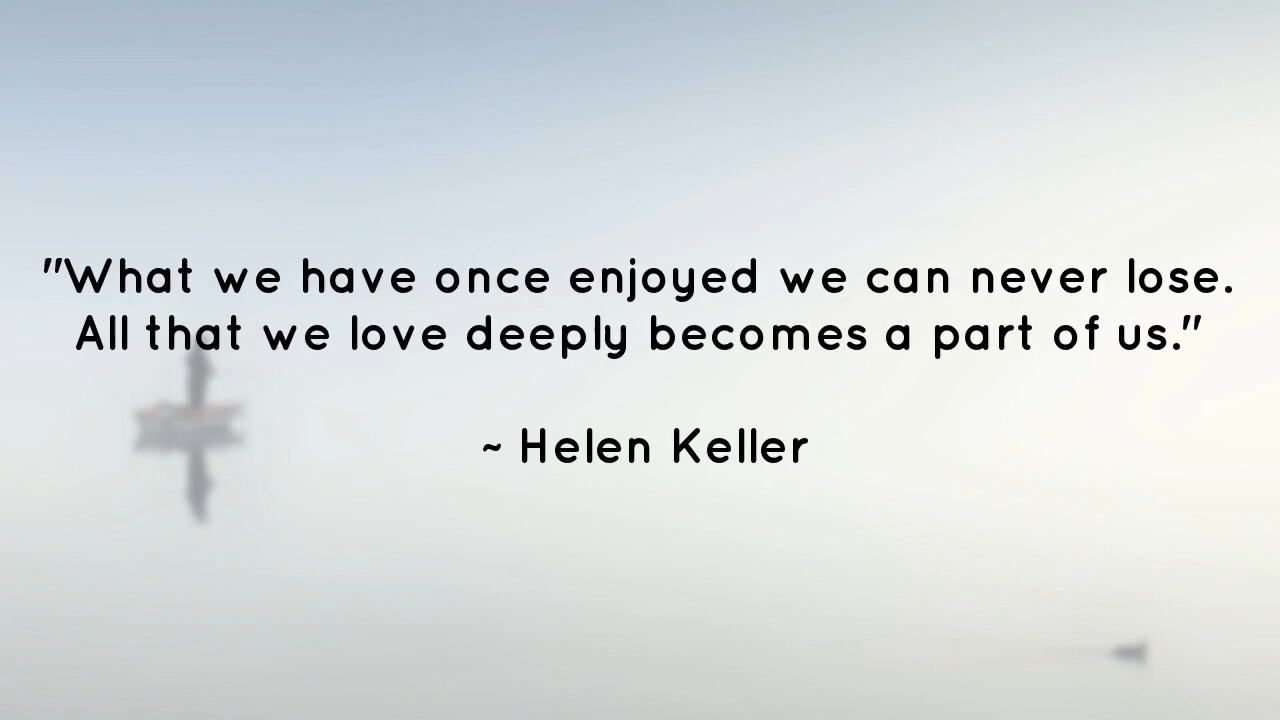 "What we have once enjoyed we can never lose.
All that we love deeply becomes a part of us."
~ Helen Keller